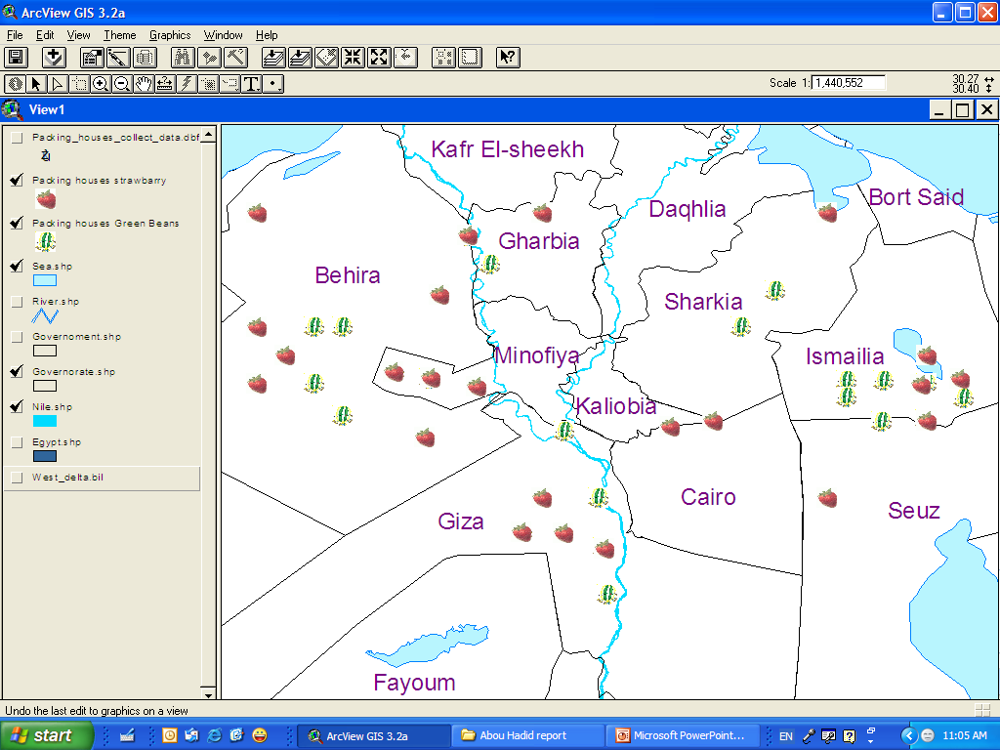 ArcView GIS 3.2a
File Edit View Theme Graphics Window Help
Scale 1: 1,440,552
30.27
30.40
View1
Packing_houses_collect_data.dbf
Packing houses strawbarry
Packing houses Green Beans
Sea.shp
River.shp
Governoment.shp
Governorate.shp
Nile.shp
Egypt.shp
West_delta.bil
Kafr El-sheekh
Bort Said
Daqhlia
Gharbia
Behira
Sharkia
Minofiya
Ismailia
Kaliobia
Cairo
Seuz
Giza
Fayoum
Undo the last edit to graphics on a view
start
ArcView GIS 3.2a
Abou Hadid report
Microsoft PowerPoint...
EN
11:05 AM